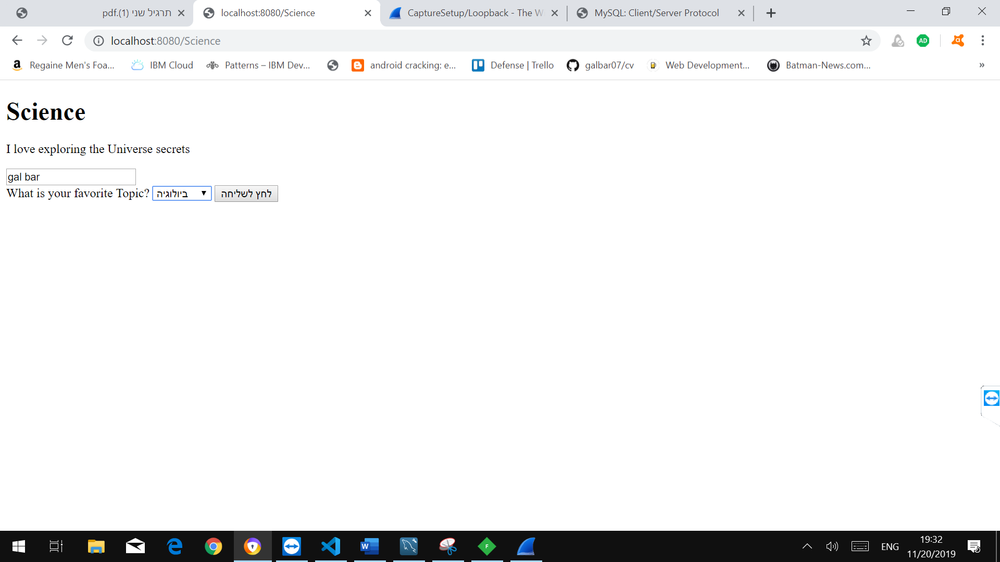 תרגיל שני (1).pdf
localhost:8080/Science
CaptureSetup/Loopback - The W
MySQL: Client/Server Protocol
localhost:8080/Science
AD
Regaine Men's Foa...
IBM Cloud
Patterns – IBM Dev...
android cracking: e...
Defense | Trello
galbar07/cv
Web Development...
Batman-News.com...
»
Science
I love exploring the Universe secrets
gal bar
What is your favorite Topic? ביולוגיה לחץ לשליחה
ENG
19:32
11/20/2019